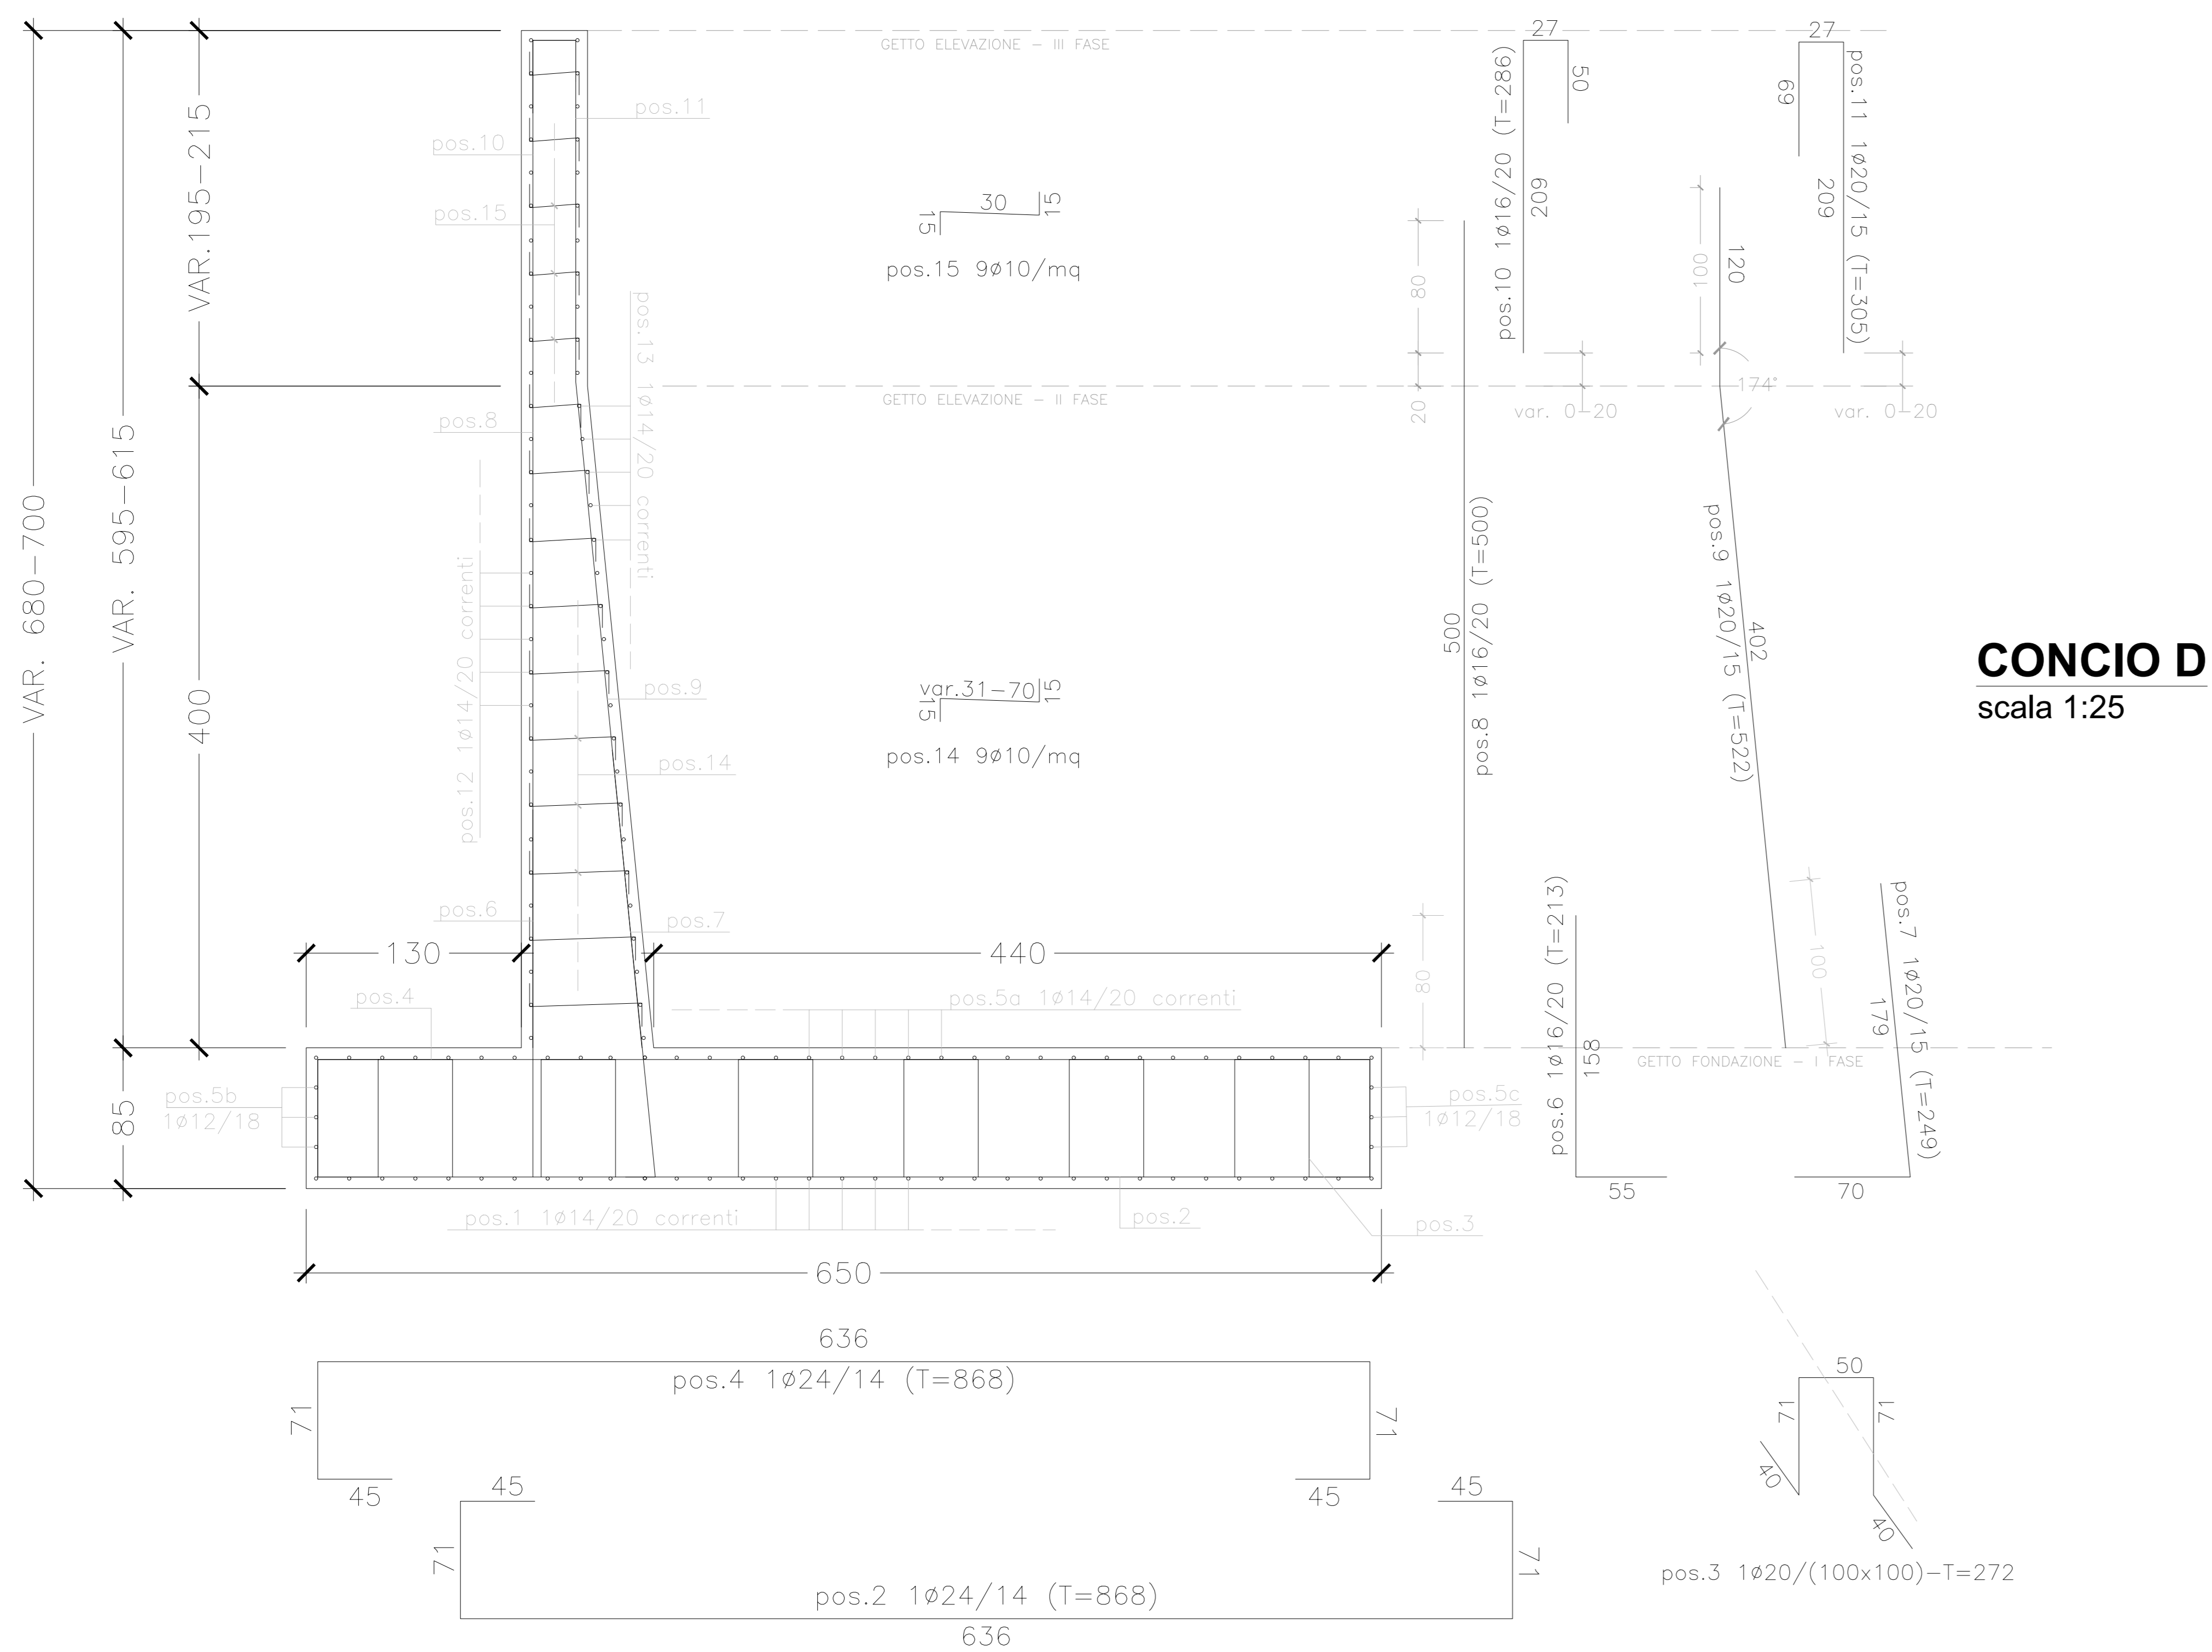 GETTO ELEVAZIONE – III FASE
27
27
50
69
pos.10 1ø16/20 (T=286)
202
pos.11 1ø20/15 (T=305)
209
pos.11
pos.10
pos.15
VAR.195–215
30
15
15
pos.15 9ø10/mq
80
100
120
pos.13 1ø14/20 correnti
GETTO ELEVAZIONE – II FASE
20
174°
var. 0–20
var. 0–20
pos.8
VAR. 680–700
VAR. 595–615
400
pos.12 1ø14/20 correnti
pos.9
pos.14
var.31–70
15
15
pos.14 9ø10/mq
500
pos.8 1ø16/20 (T=500)
pos.9 1ø20/15 (T=522)
402
CONCIO D
scala 1:25
pos.6
pos.7
130
440
pos.4
pos.5a 1ø14/20 correnti
80
pos.6 1ø16/20 (T=213)
158
100
pos.7 1ø20/15 (T=249)
179
GETTO FONDAZIONE – I FASE
85
pos.5b
1ø12/18
pos.5c
1ø12/18
55
70
pos.1 1ø14/20 correnti
pos.2
pos.3
650
636
pos.4 1ø24/14 (T=868)
71
71
45
45
45
45
71
71
pos.2 1ø24/14 (T=868)
636
50
71
71
40
40
pos.3 1ø20/(100x100)–T=272